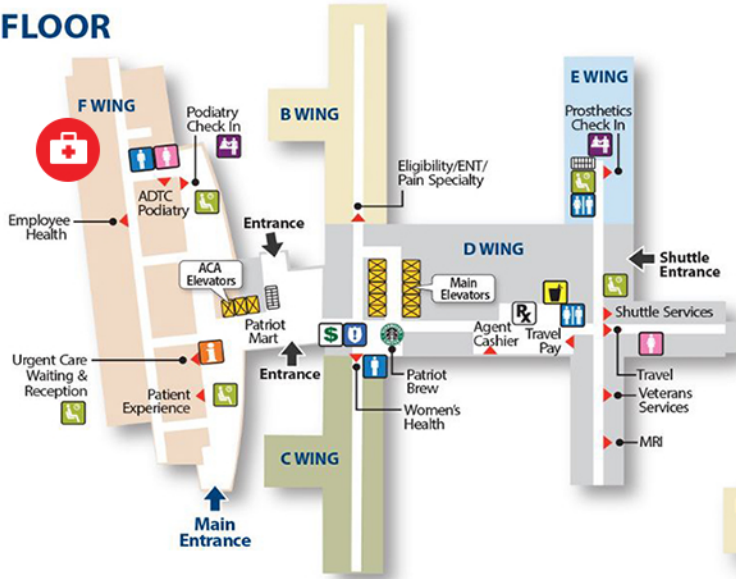 FLOOR
F WING
Podiatry
Check In
ADTC
Podiatry
Employee
Health
Entrance
ACA
Elevators
Patriot
Mart
Entrance
Urgent Care
Waiting &
Reception
Patient
Experience
Main
Entrance
B WING
Eligibility/ENT/
Pain Specialty
D WING
Main
Elevators
$
Patriot
Brew
Women's
Health
C WING
Rx
Agent
Cashier
Travel
Pay
E WING
Prosthetics
Check In
Shuttle
Entrance
Shuttle Services
Travel
Veterans
Services
MRI